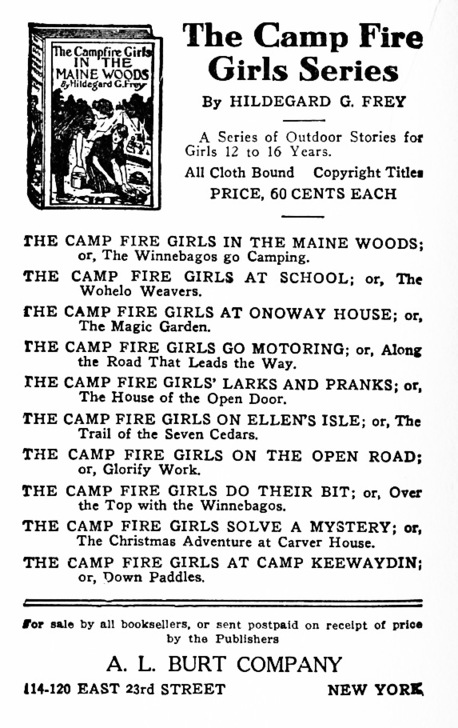 The Campfire Girls
IN THE
MAINE WOODS
By Hildegard G. Frey
The Camp Fire
Girls Series
By HILDEGARD G. FREY
A Series of Outdoor Stories for
Girls 12 to 16 Years.
All Cloth Bound Copyright Titles
PRICE, 60 CENTS EACH
THE CAMP FIRE GIRLS IN THE MAINE WOODS;
or, The Winnebagos go Camping.
THE CAMP FIRE GIRLS AT SCHOOL; or, The
Wohelo Weavers.
THE CAMP FIRE GIRLS AT ONOWAY HOUSE; or,
The Magic Garden.
THE CAMP FIRE GIRLS GO MOTORING; or, Along
the Road That Leads the Way.
THE CAMP FIRE GIRLS' LARKS AND PRANKS; or,
The House of the Open Door.
THE CAMP FIRE GIRLS ON ELLEN'S ISLE; or, The
Trail of the Seven Cedars.
THE CAMP FIRE GIRLS ON THE OPEN ROAD;
or, Glorify Work.
THE CAMP FIRE GIRLS DO THEIR BIT; or, Over
the Top with the Winnebagos.
THE CAMP FIRE GIRLS SOLVE A MYSTERY; or,
The Christmas Adventure at Carver House.
THE CAMP FIRE GIRLS AT CAMP KEEWAYDIN;
or, Down Paddles.
For sale by all booksellers, or sent postpaid on receipt of price
by the Publishers
A. L. BURT COMPANY
114-120 EAST 23rd STREET NEW YORK